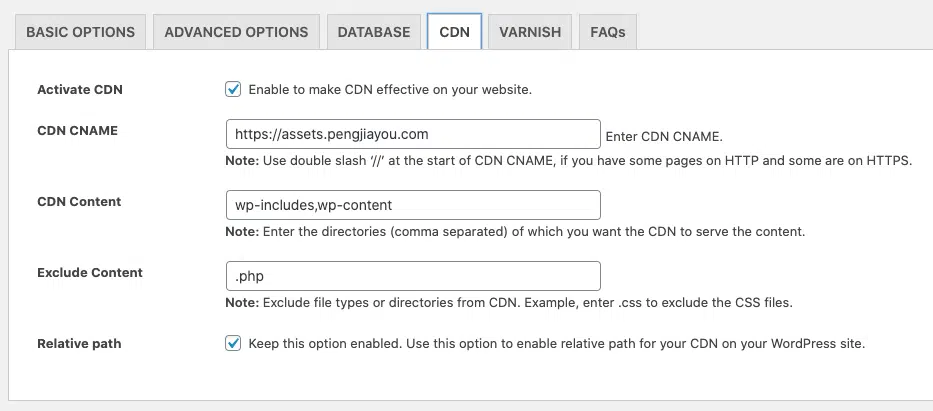 BASIC OPTIONS ADVANCED OPTIONS DATABASE CDN VARNISH FAQs
Activate CDN Enable to make CDN effective on your website.
CDN CNAME https://assets.pengjiayou.com Enter CDN CNAME.
Note: Use double slash ‘//’ at the start of CDN CNAME, if you have some pages on HTTP and some are on HTTPS.
CDN Content wp-includes,wp-content
Note: Enter the directories (comma separated) of which you want the CDN to serve the content.
Exclude Content .php
Note: Exclude file types or directories from CDN. Example, enter .css to exclude the CSS files.
Relative path Keep this option enabled. Use this option to enable relative path for your CDN on your WordPress site.